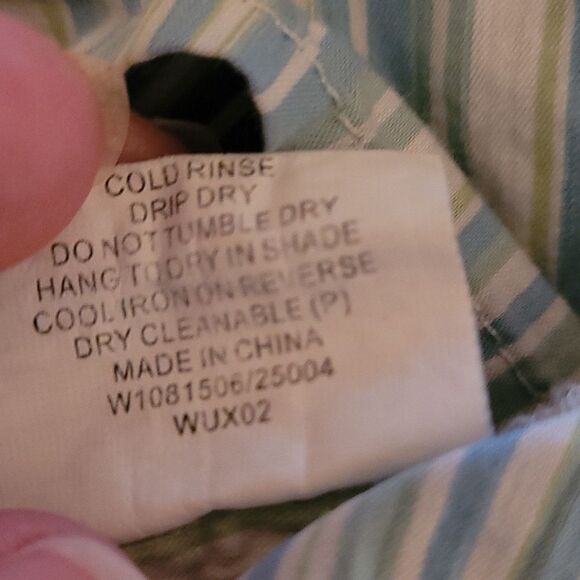 COLD RINSE
DRIP DRY
DO NOT TUMBLE DRY
HANG TO DRY IN SHADE
COOL IRON ON REVERSE
DRY CLEANABLE (P)
MADE IN CHINA
W1081506/25004
WUX02